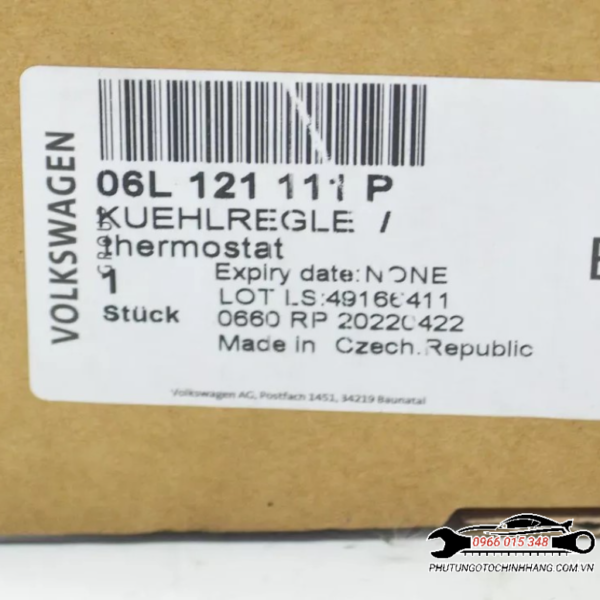 VOLKSWAGEN
06L 121 111 P
KUEHLREGLE /
thermostat
1
Stück
Expiry date:NONE
LOT LS:49166411
0660 RP 20220422
Made in Czech.Republic
Volkswagen AG, Postfach 1451, 34219 Baunatal
0966 015 348
PHUTUNGOTOCHINHHANG.COM.VN